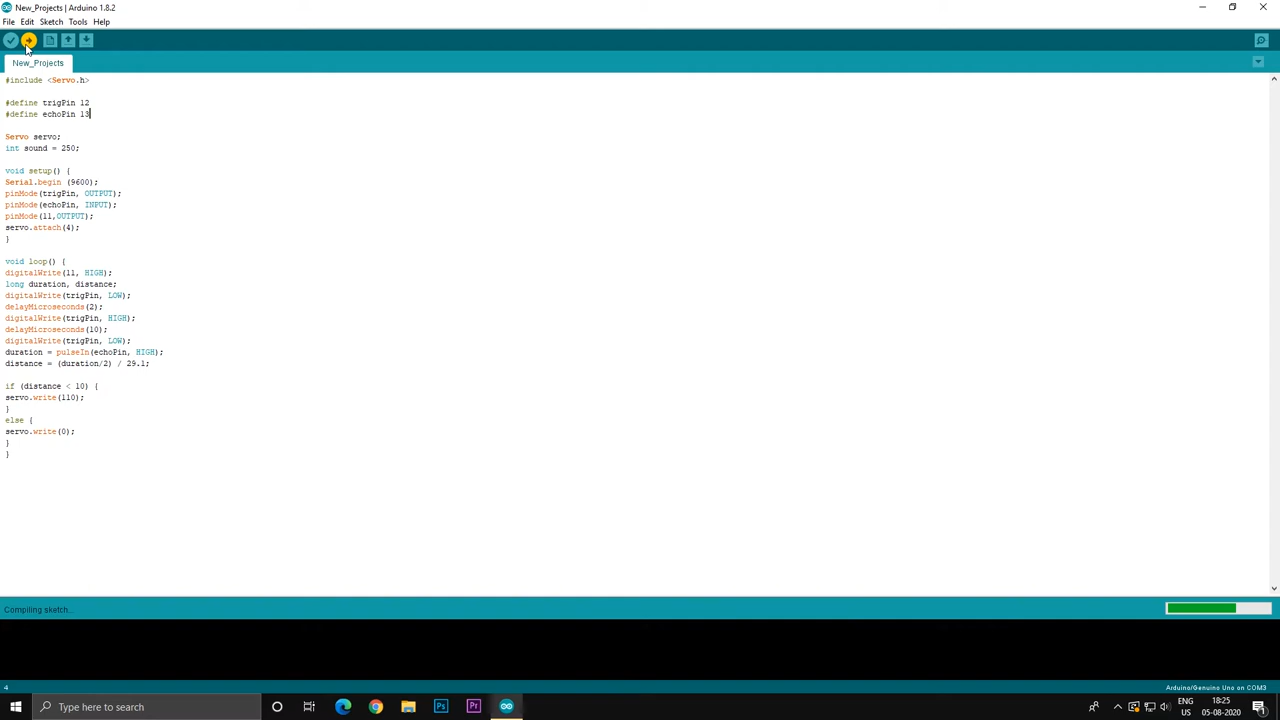 New_Projects | Arduino 1.8.2
File Edit Sketch Tools Help
New_Projects
#include <Servo.h>
#define trigPin 12
#define echoPin 13
Servo servo;
int sound = 250;
void setup() {
Serial.begin (9600);
pinMode(trigPin, OUTPUT);
pinMode(echoPin, INPUT);
pinMode(11,OUTPUT);
servo.attach(4);
}
void loop() {
digitalWrite(11, HIGH);
long duration, distance;
digitalWrite(trigPin, LOW);
delayMicroseconds(2);
digitalWrite(trigPin, HIGH);
delayMicroseconds(10);
digitalWrite(trigPin, LOW);
duration = pulseIn(echoPin, HIGH);
distance = (duration/2) / 29.1;
if (distance < 10) {
servo.write(110);
}
else {
servo.write(0);
}
}
Compiling sketch...
4 Arduino/Genuino Uno on COM3
Type here to search
Ps
Pr
ENG
US
18:25
05-08-2020
1